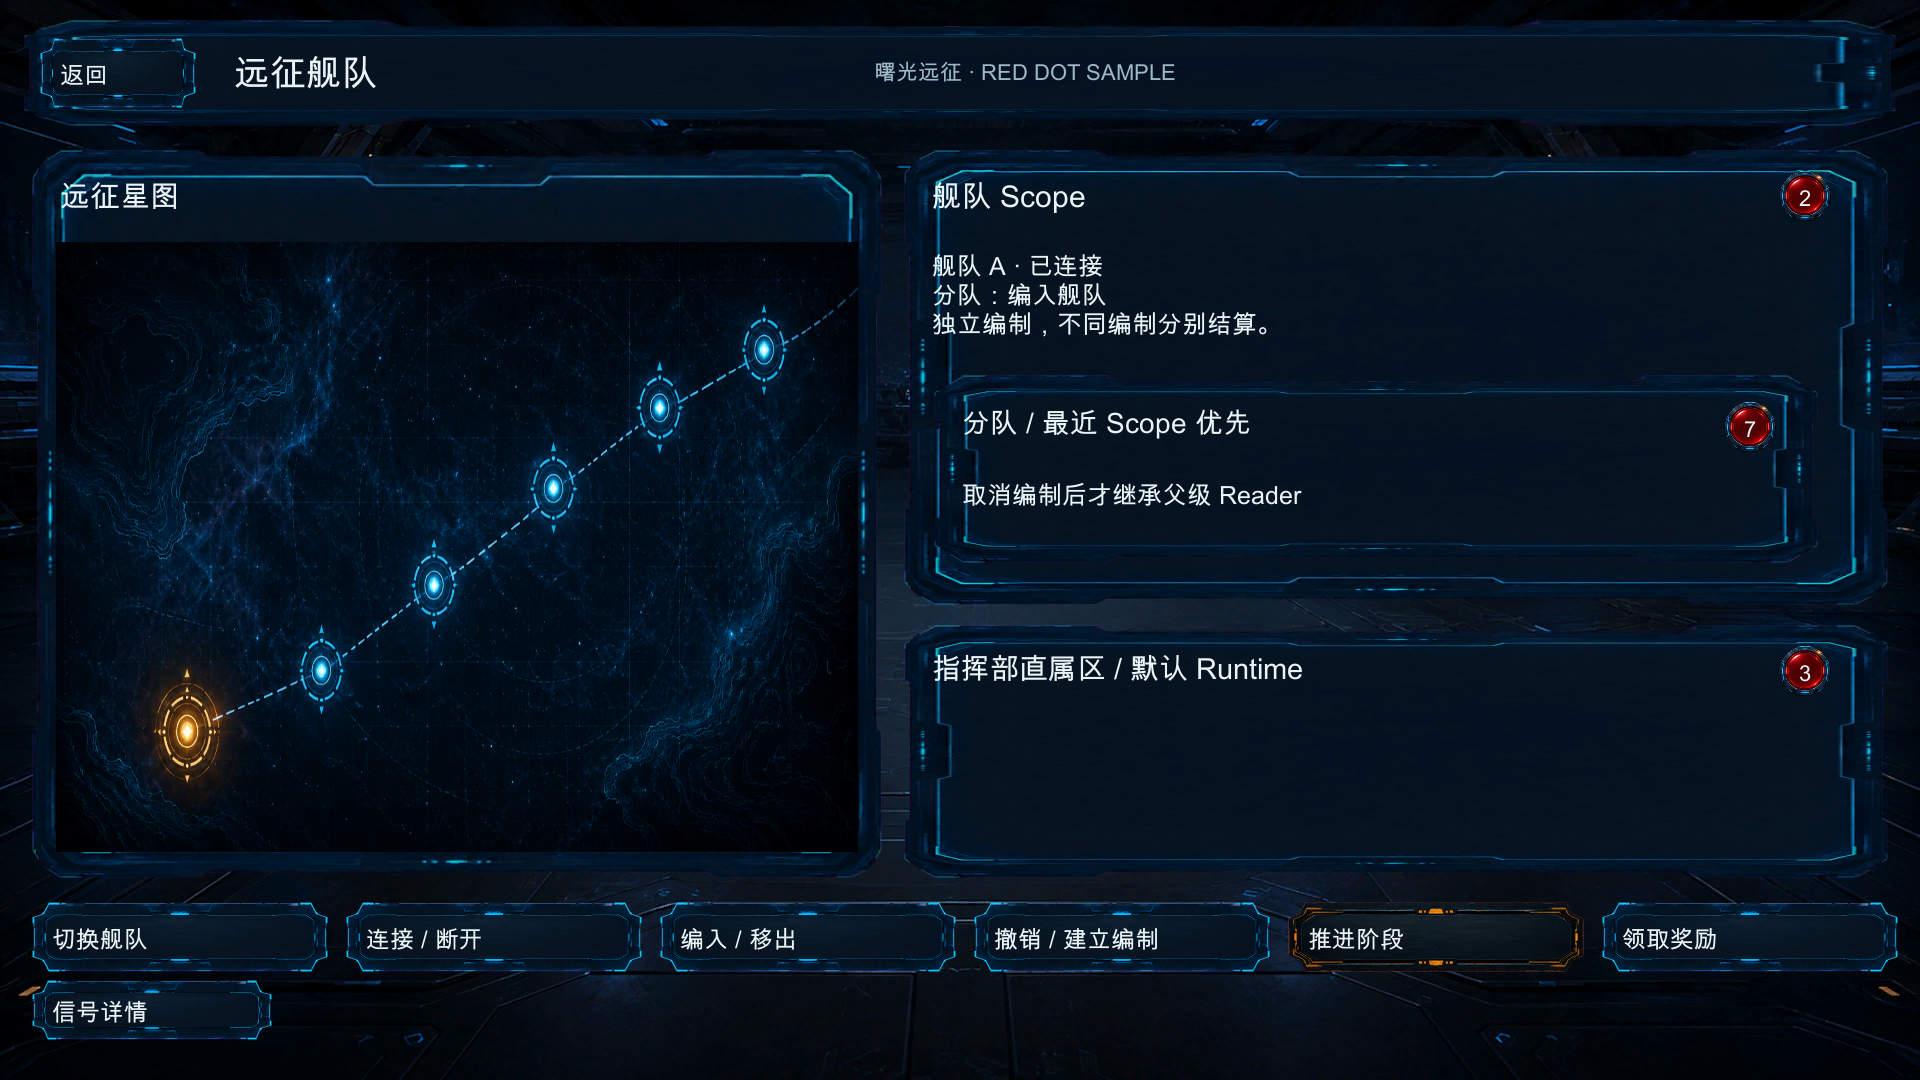 返回
远征舰队
曙光远征 · RED DOT SAMPLE
远征星图
舰队 Scope
2
舰队 A · 已连接
分队：编入舰队
独立编制，不同编制分别结算。
分队 / 最近 Scope 优先
7
取消编制后才继承父级 Reader
指挥部直属区 / 默认 Runtime
3
切换舰队
连接 / 断开
编入 / 移出
撤销 / 建立编制
推进阶段
领取奖励
信号详情